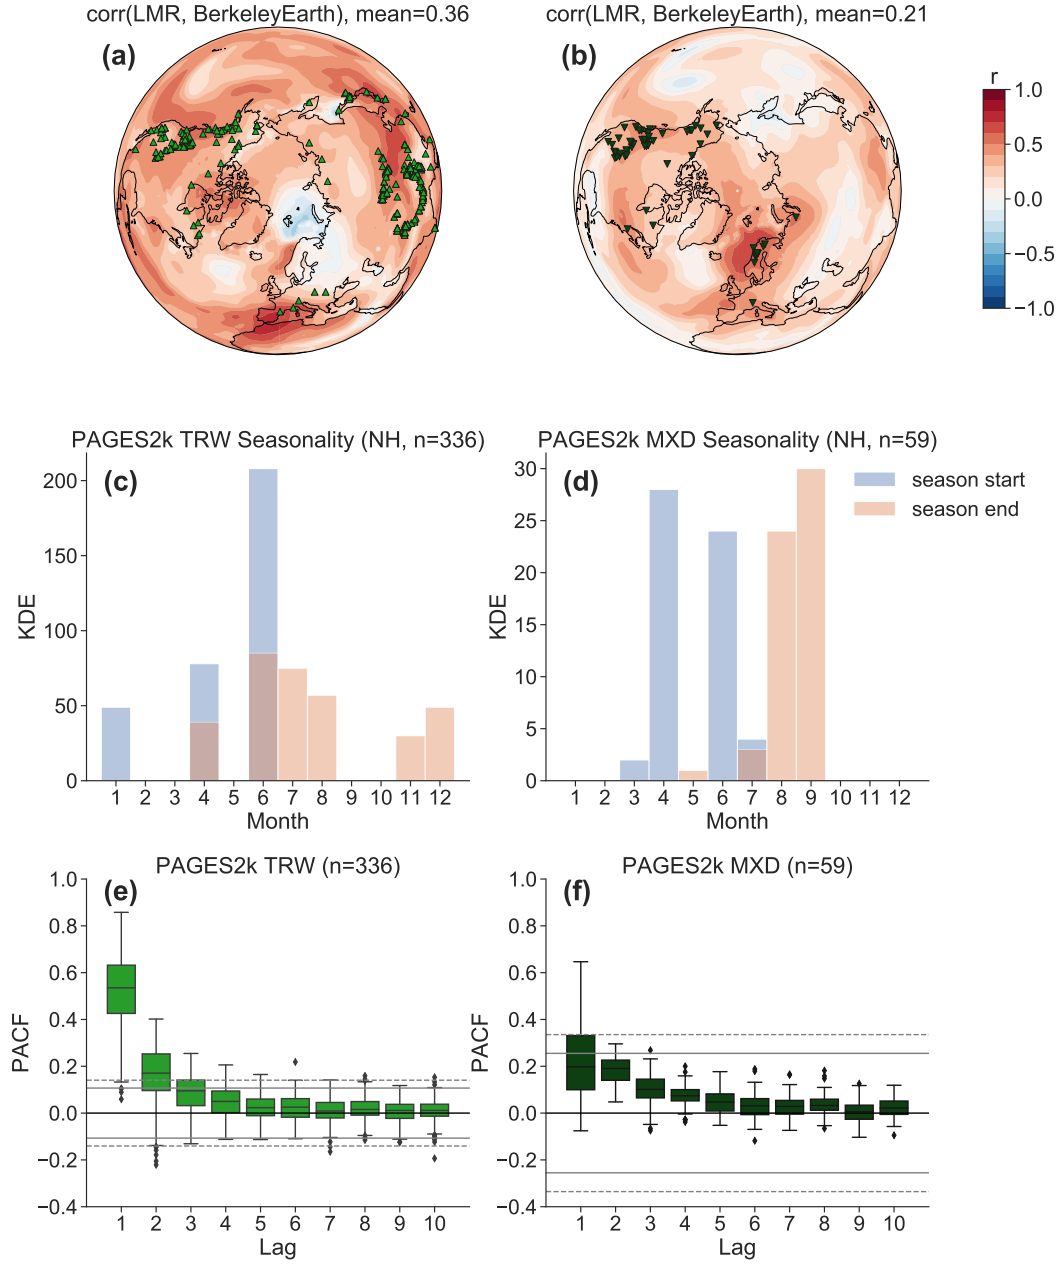 corr(LMR, BerkeleyEarth), mean=0.36
corr(LMR, BerkeleyEarth), mean=0.21
(a)
(b)
r
1.0
0.5
0.0
−0.5
−1.0
PAGES2k TRW Seasonality (NH, n=336)
PAGES2k MXD Seasonality (NH, n=59)
(c)
200
150
100
50
0
KDE
1 2 3 4 5 6 7 8 9 10 11 12
Month
(d)
30
25
20
15
10
5
0
KDE
1 2 3 4 5 6 7 8 9 10 11 12
Month
season start
season end
PAGES2k TRW (n=336)
PAGES2k MXD (n=59)
(e)
1.0
0.8
0.6
0.4
0.2
0.0
−0.2
−0.4
PACF
1 2 3 4 5 6 7 8 9 10
Lag
(f)
1.0
0.8
0.6
0.4
0.2
0.0
−0.2
−0.4
PACF
1 2 3 4 5 6 7 8 9 10
Lag